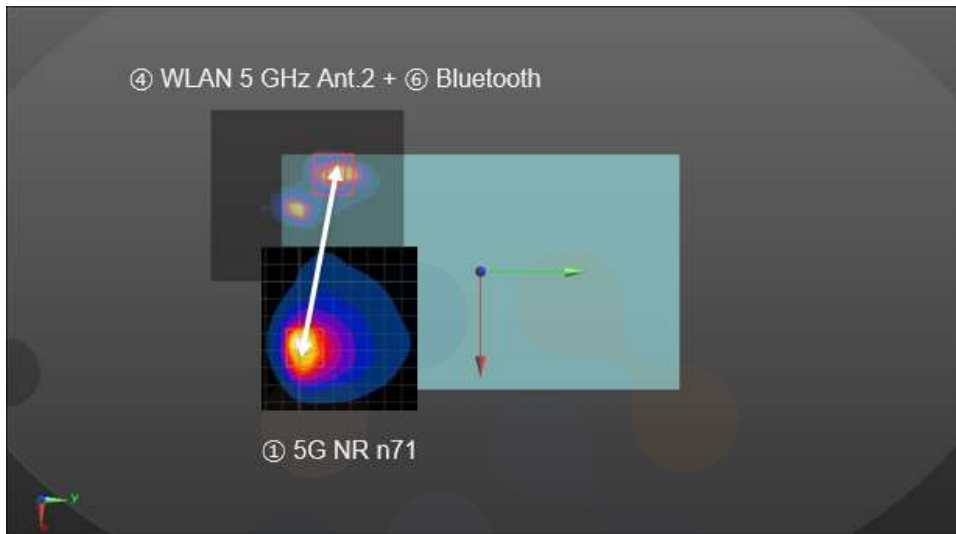 ④ WLAN 5 GHz Ant.2 + ⑥ Bluetooth
① 5G NR n71
y